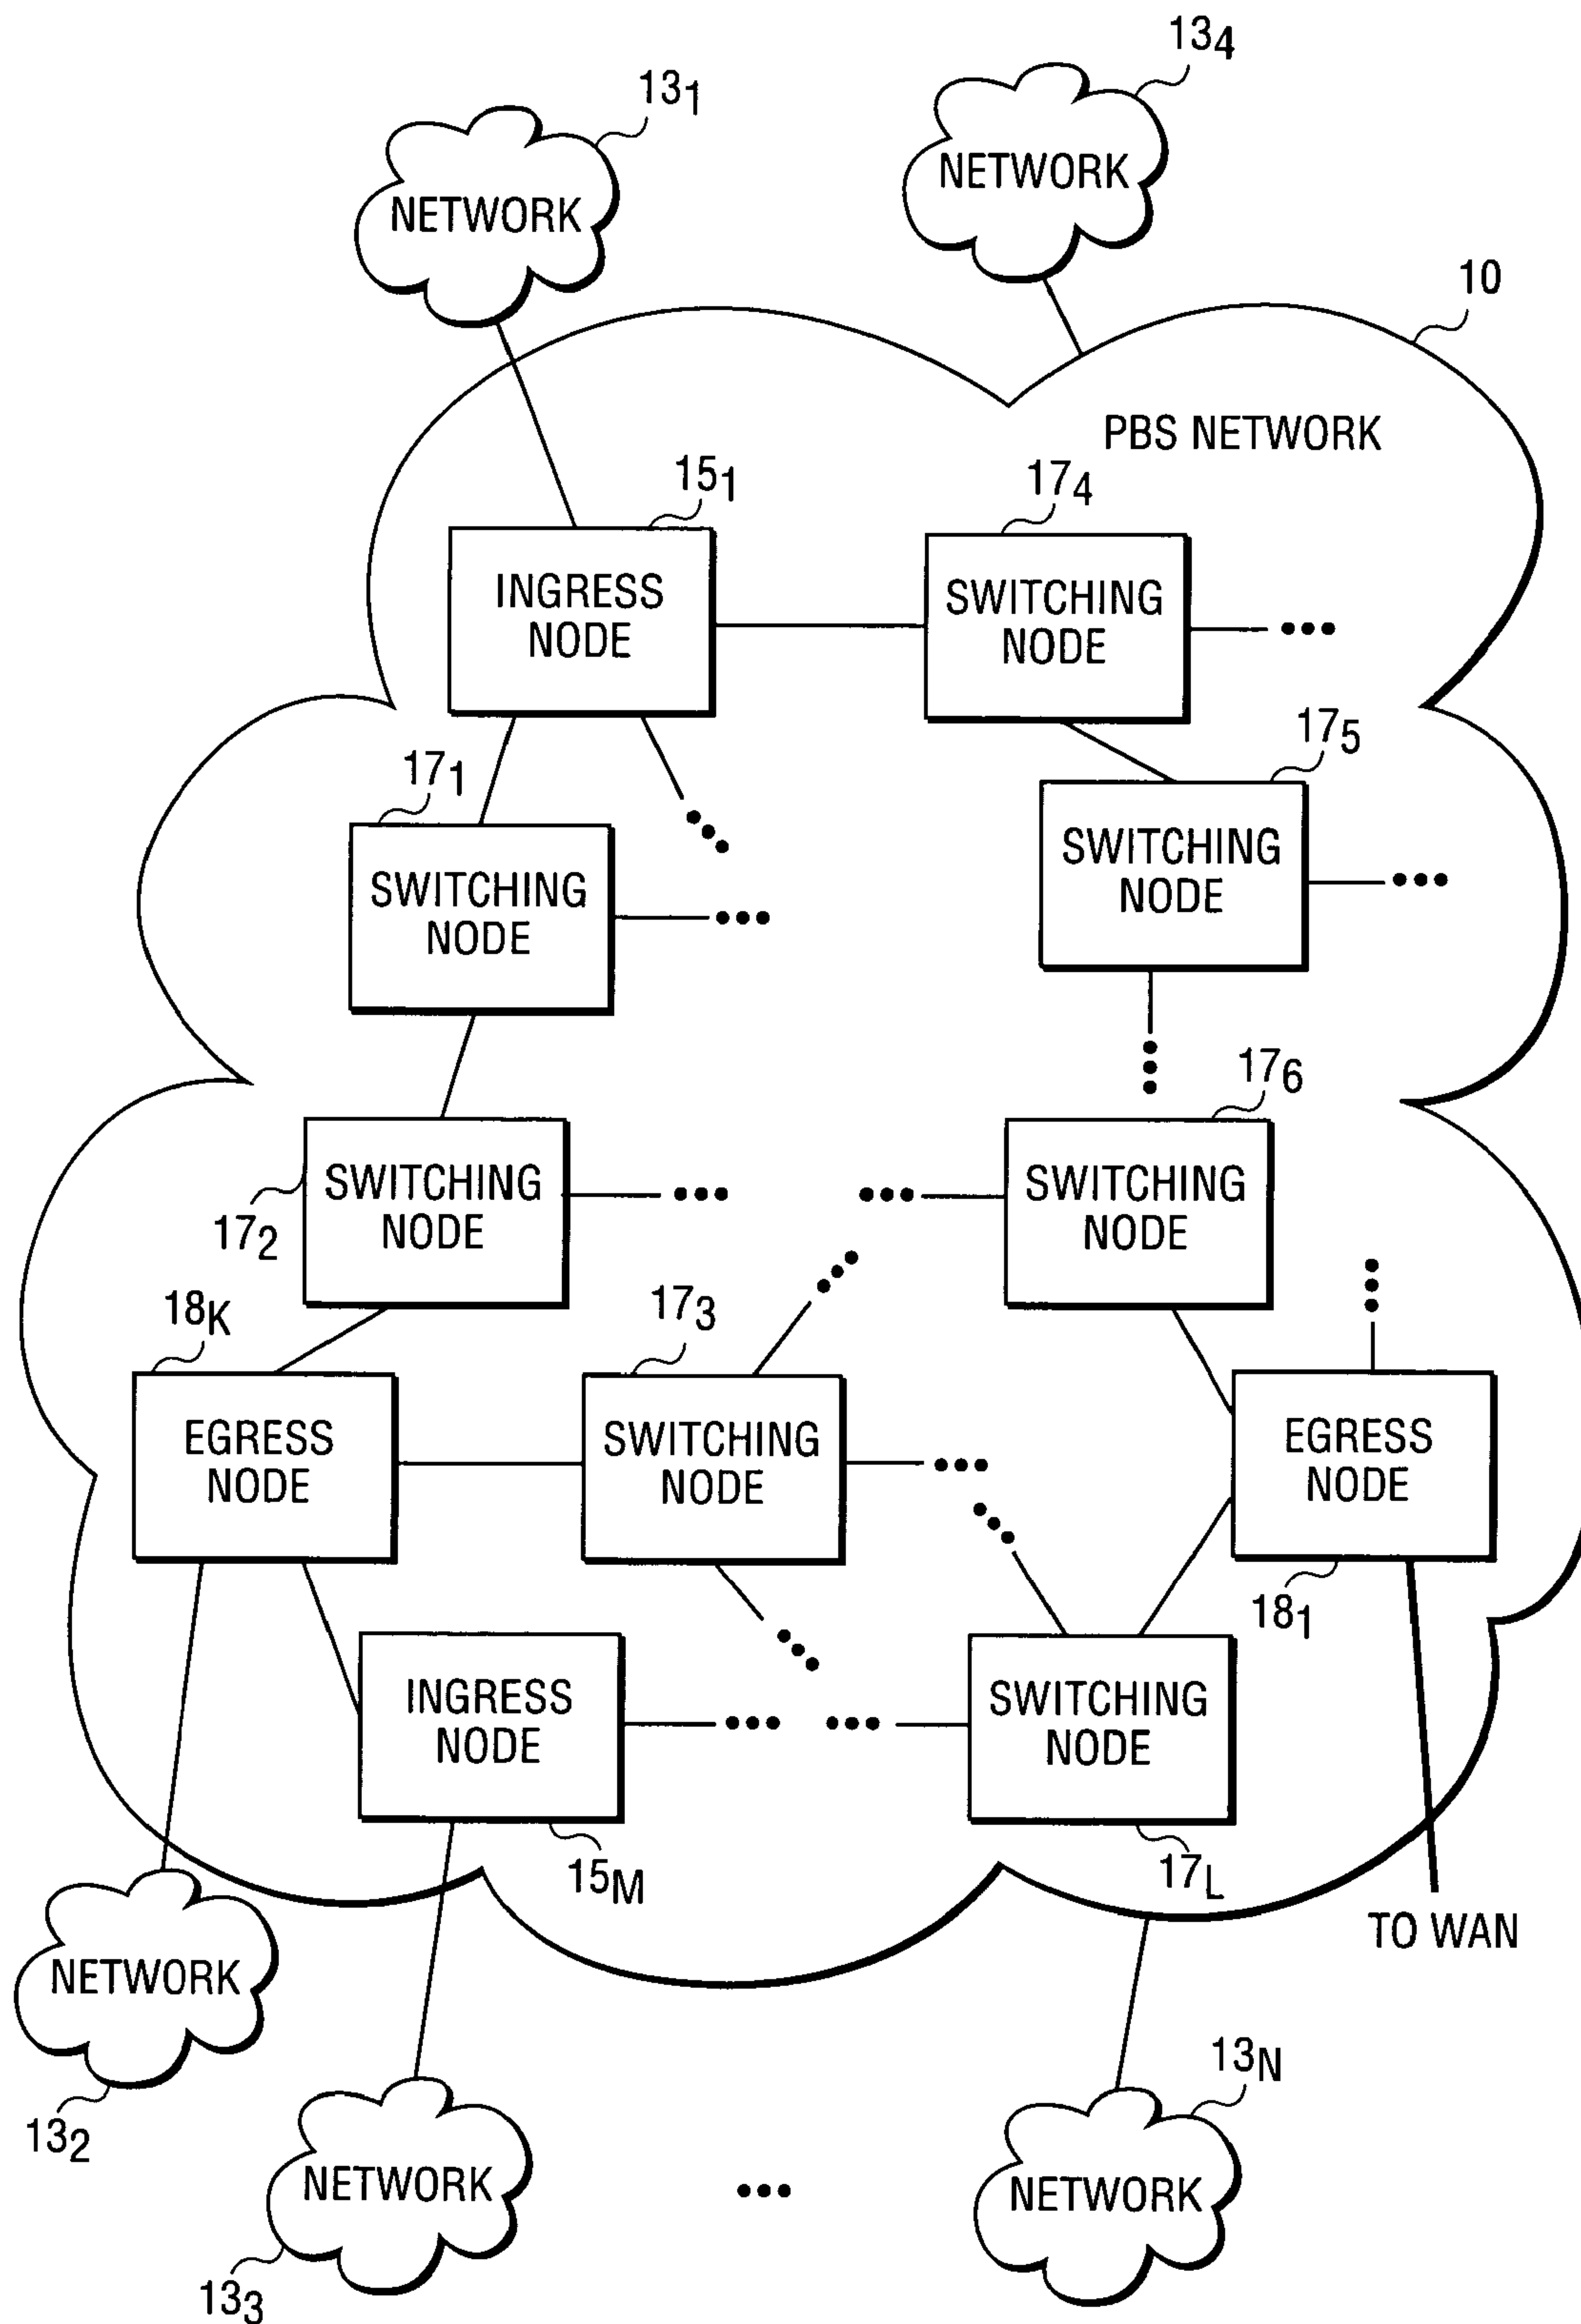 13₄
13₁
NETWORK
NETWORK
10
PBS NETWORK
15₁
17₄
INGRESS
NODE
SWITCHING
NODE
17₅
17₁
SWITCHING
NODE
SWITCHING
NODE
17₆
SWITCHING
NODE
SWITCHING
NODE
17₂
18K
17₃
EGRESS
NODE
SWITCHING
NODE
EGRESS
NODE
18₁
INGRESS
NODE
SWITCHING
NODE
15M
17L
TO WAN
NETWORK
13₂
13N
NETWORK
NETWORK
13₃